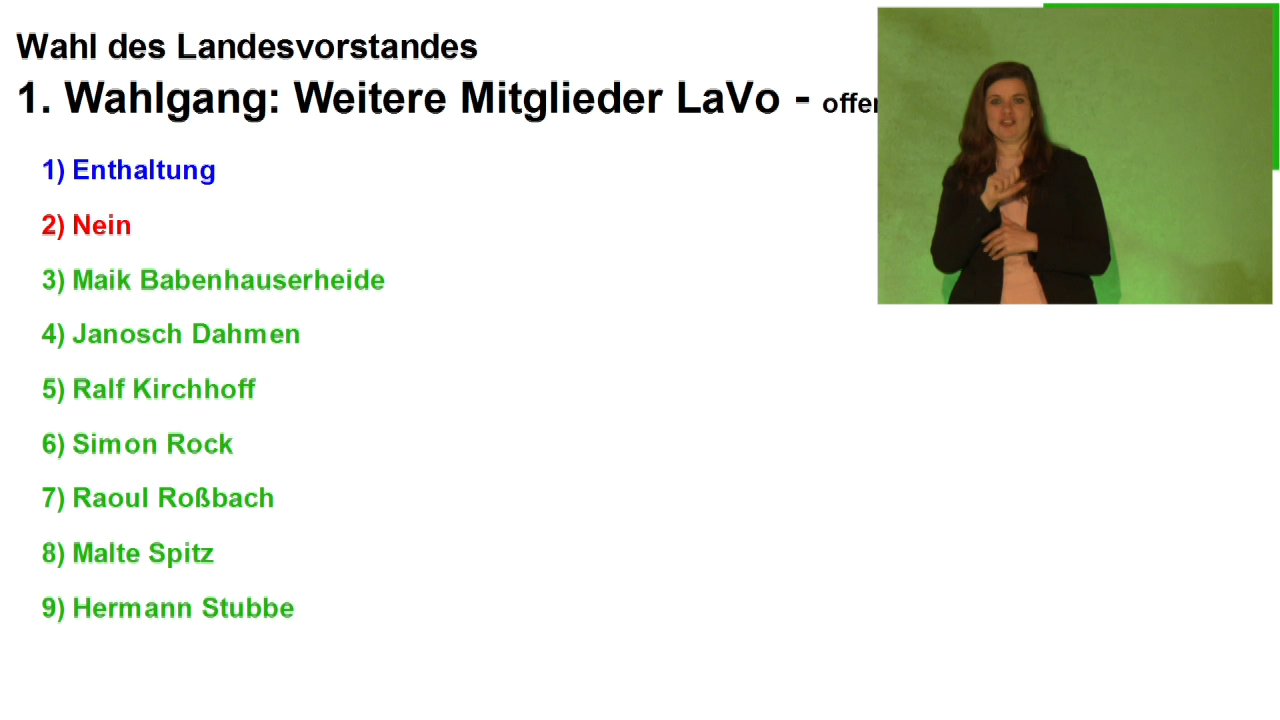 Wahl des Landesvorstandes
1. Wahlgang: Weitere Mitglieder LaVo -
1) Enthaltung
2) Nein
3) Maik Babenhauserheide
4) Janosch Dahmen
5) Ralf Kirchhoff
6) Simon Rock
7) Raoul Roßbach
8) Malte Spitz
9) Hermann Stubbe